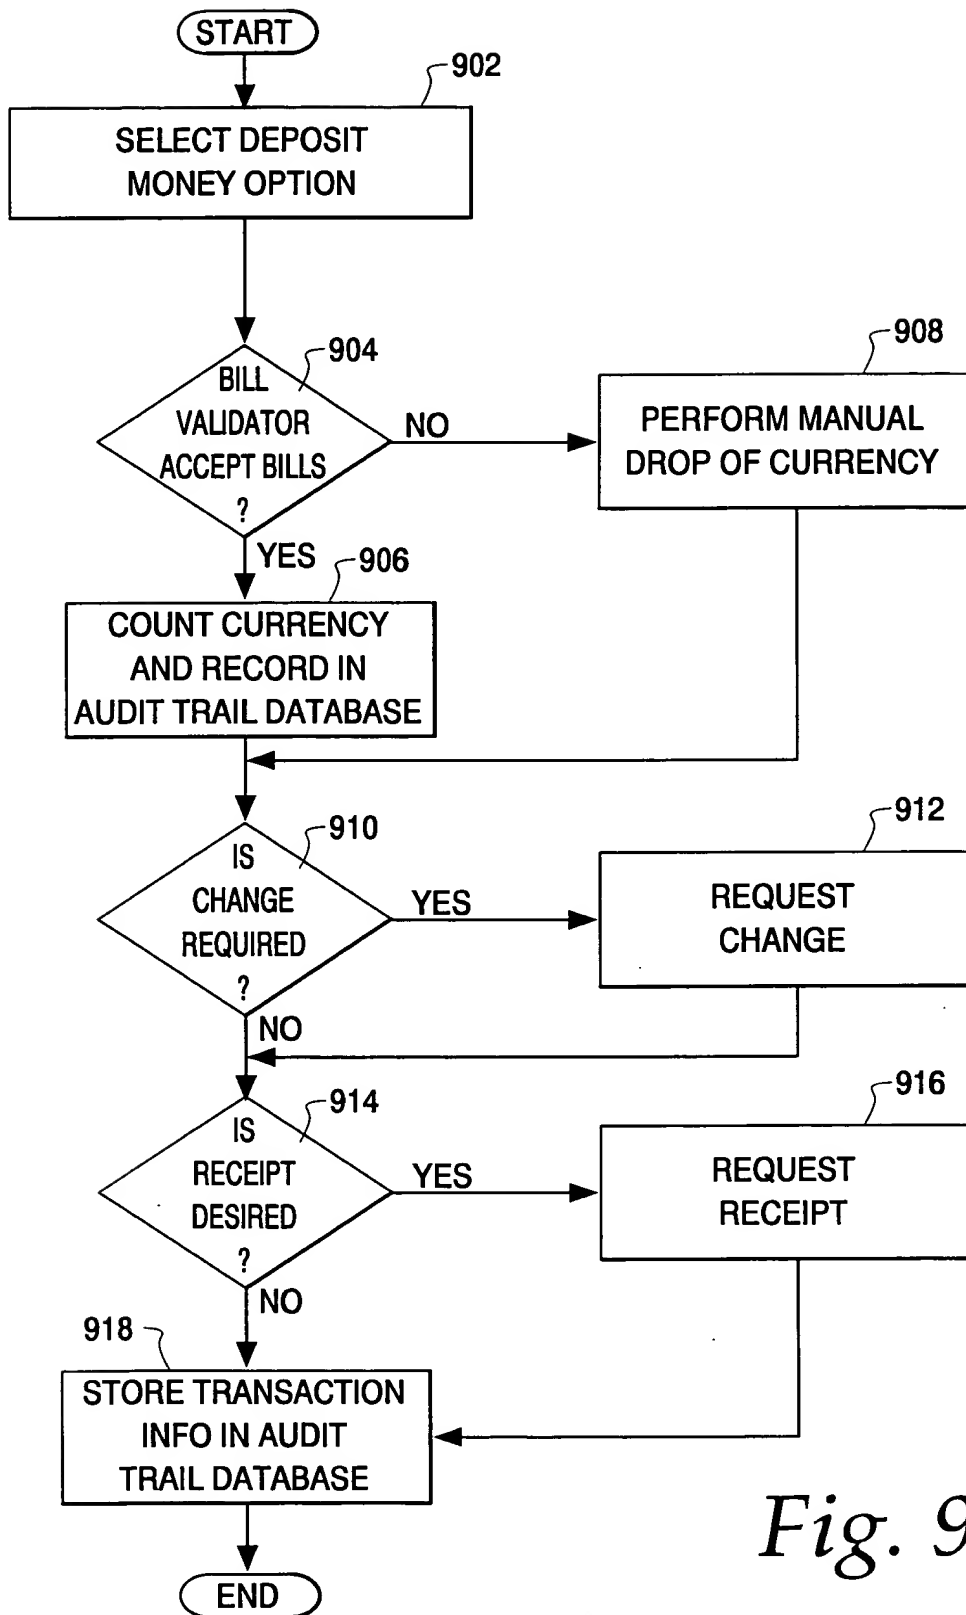 START
902
SELECT DEPOSIT
MONEY OPTION
904
BILL
VALIDATOR
ACCEPT BILLS
?
NO
908
PERFORM MANUAL
DROP OF CURRENCY
YES
906
COUNT CURRENCY
AND RECORD IN
AUDIT TRAIL DATABASE
910
IS
CHANGE
REQUIRED
?
YES
912
REQUEST
CHANGE
NO
914
IS
RECEIPT
DESIRED
?
YES
916
REQUEST
RECEIPT
NO
918
STORE TRANSACTION
INFO IN AUDIT
TRAIL DATABASE
END
Fig. 9